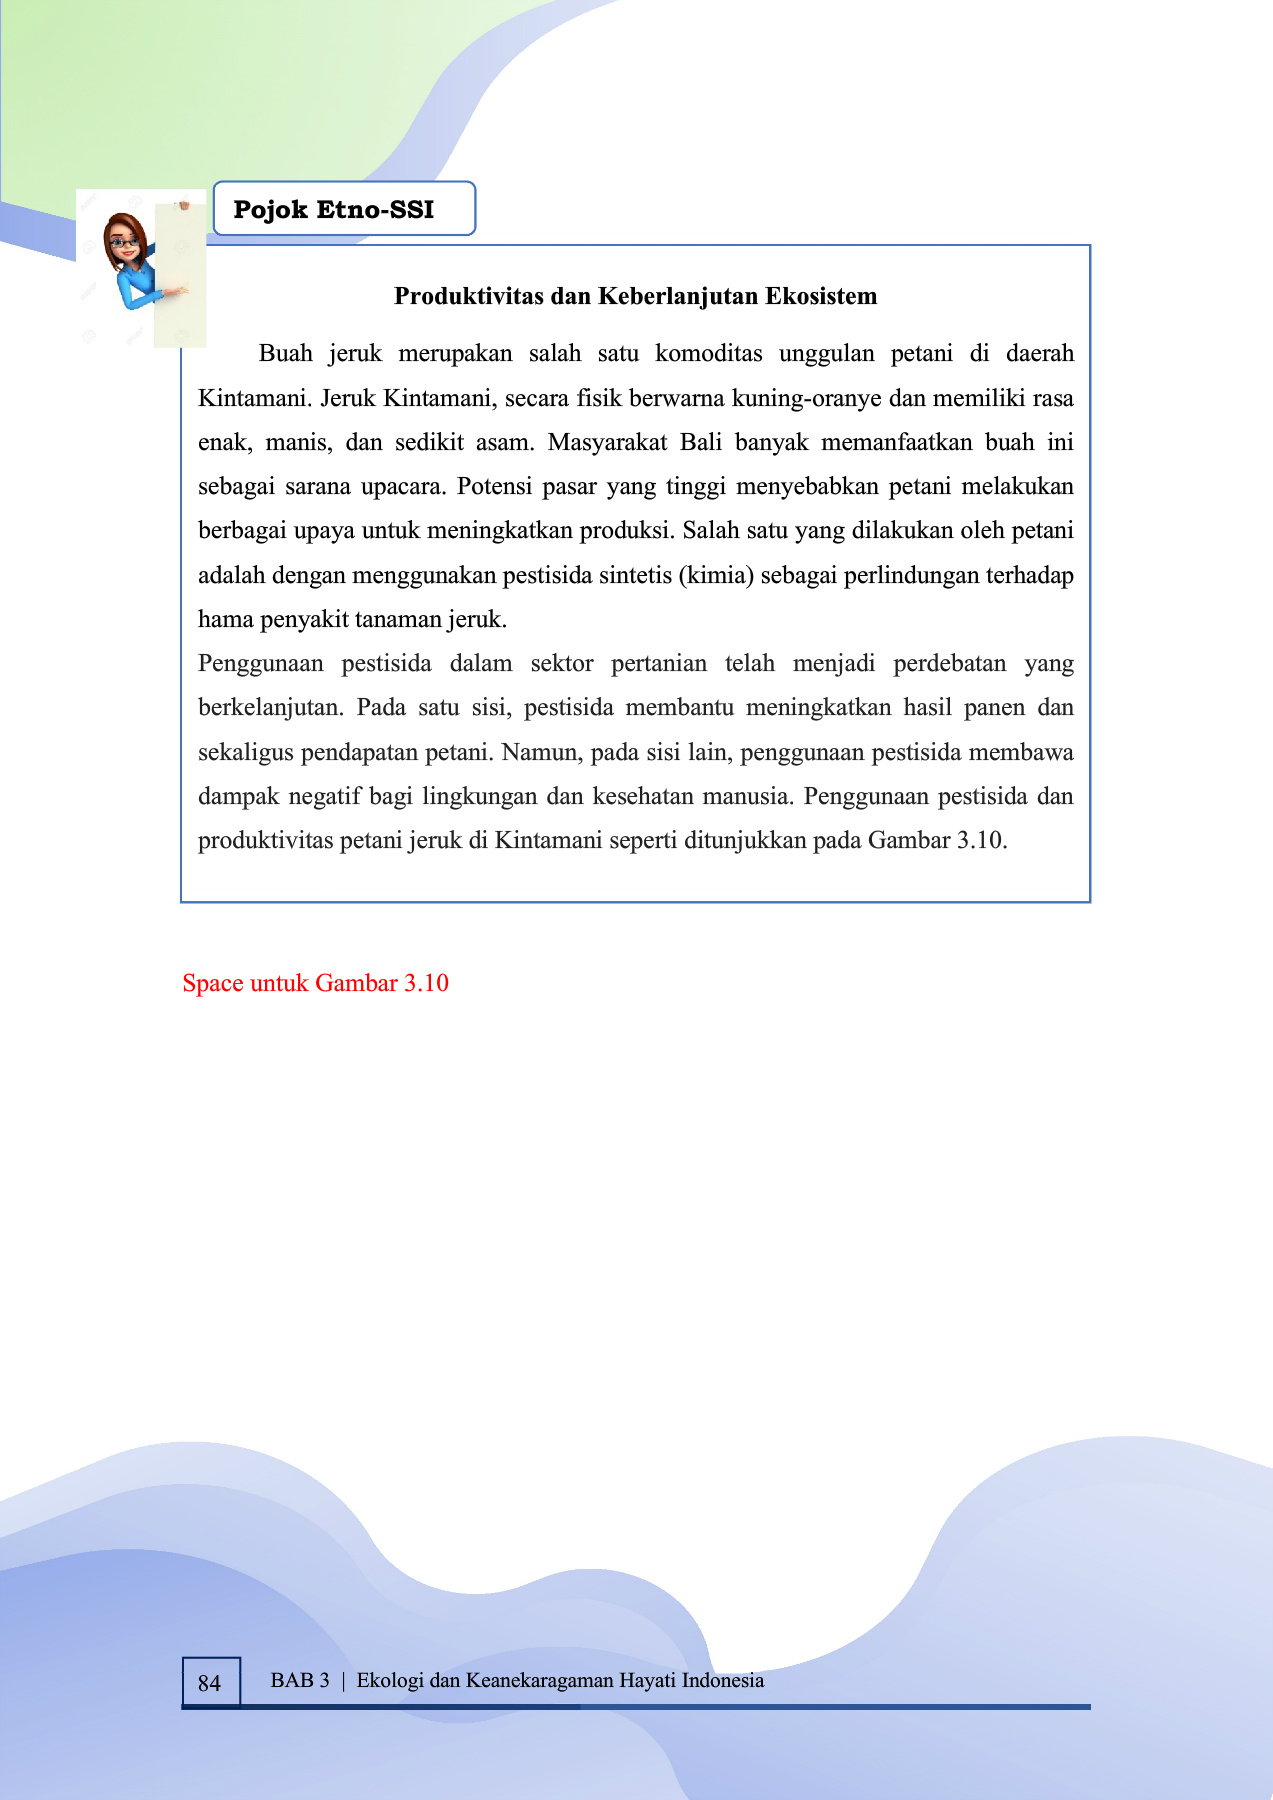 Pojok Etno-SSI
Produktivitas dan Keberlanjutan Ekosistem
Buah jeruk merupakan salah satu komoditas unggulan petani di daerah
Kintamani. Jeruk Kintamani, secara fisik berwarna kuning-oranye dan memiliki rasa
enak, manis, dan sedikit asam. Masyarakat Bali banyak memanfaatkan buah ini
sebagai sarana upacara. Potensi pasar yang tinggi menyebabkan petani melakukan
berbagai upaya untuk meningkatkan produksi. Salah satu yang dilakukan oleh petani
adalah dengan menggunakan pestisida sintetis (kimia) sebagai perlindungan terhadap
hama penyakit tanaman jeruk.
Penggunaan pestisida dalam sektor pertanian telah menjadi perdebatan yang
berkelanjutan. Pada satu sisi, pestisida membantu meningkatkan hasil panen dan
sekaligus pendapatan petani. Namun, pada sisi lain, penggunaan pestisida membawa
dampak negatif bagi lingkungan dan kesehatan manusia. Penggunaan pestisida dan
produktivitas petani jeruk di Kintamani seperti ditunjukkan pada Gambar 3.10.
Space untuk Gambar 3.10
84
BAB 3 | Ekologi dan Keanekaragaman Hayati Indonesia